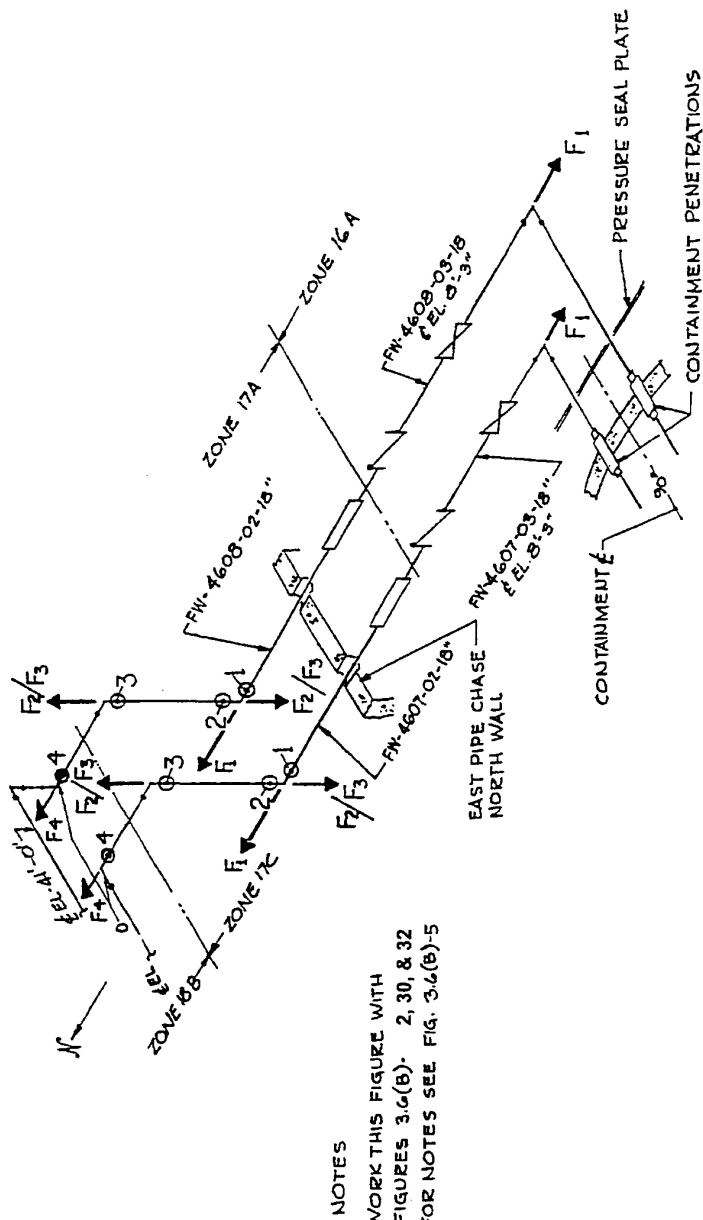 ZONE 16A
ZONE 17A
FW-4608-03-18
℄ EL. 8'-3"
F1
PRESSURE SEAL PLATE
CONTAINMENT PENETRATIONS
FW-4608-02-18"
F2/F3
3
1
2
F2/F3
F1
4
F4
℄ EL-41'-0"
F2/F3
3
1
2
F2/F3
F1
4
F4
℄ EL
D
N
ZONE 18B
ZONE 17C
F1
FW-4607-03-18"
℄ EL. 8'-3"
FW-4607-02-18"
EAST PIPE CHASE
NORTH WALL
90°
CONTAINMENT ℄
NOTES
WORK THIS FIGURE WITH
FIGURES 3.6(B)- 2, 30, & 32
FOR NOTES SEE FIG. 3.6(B)-5